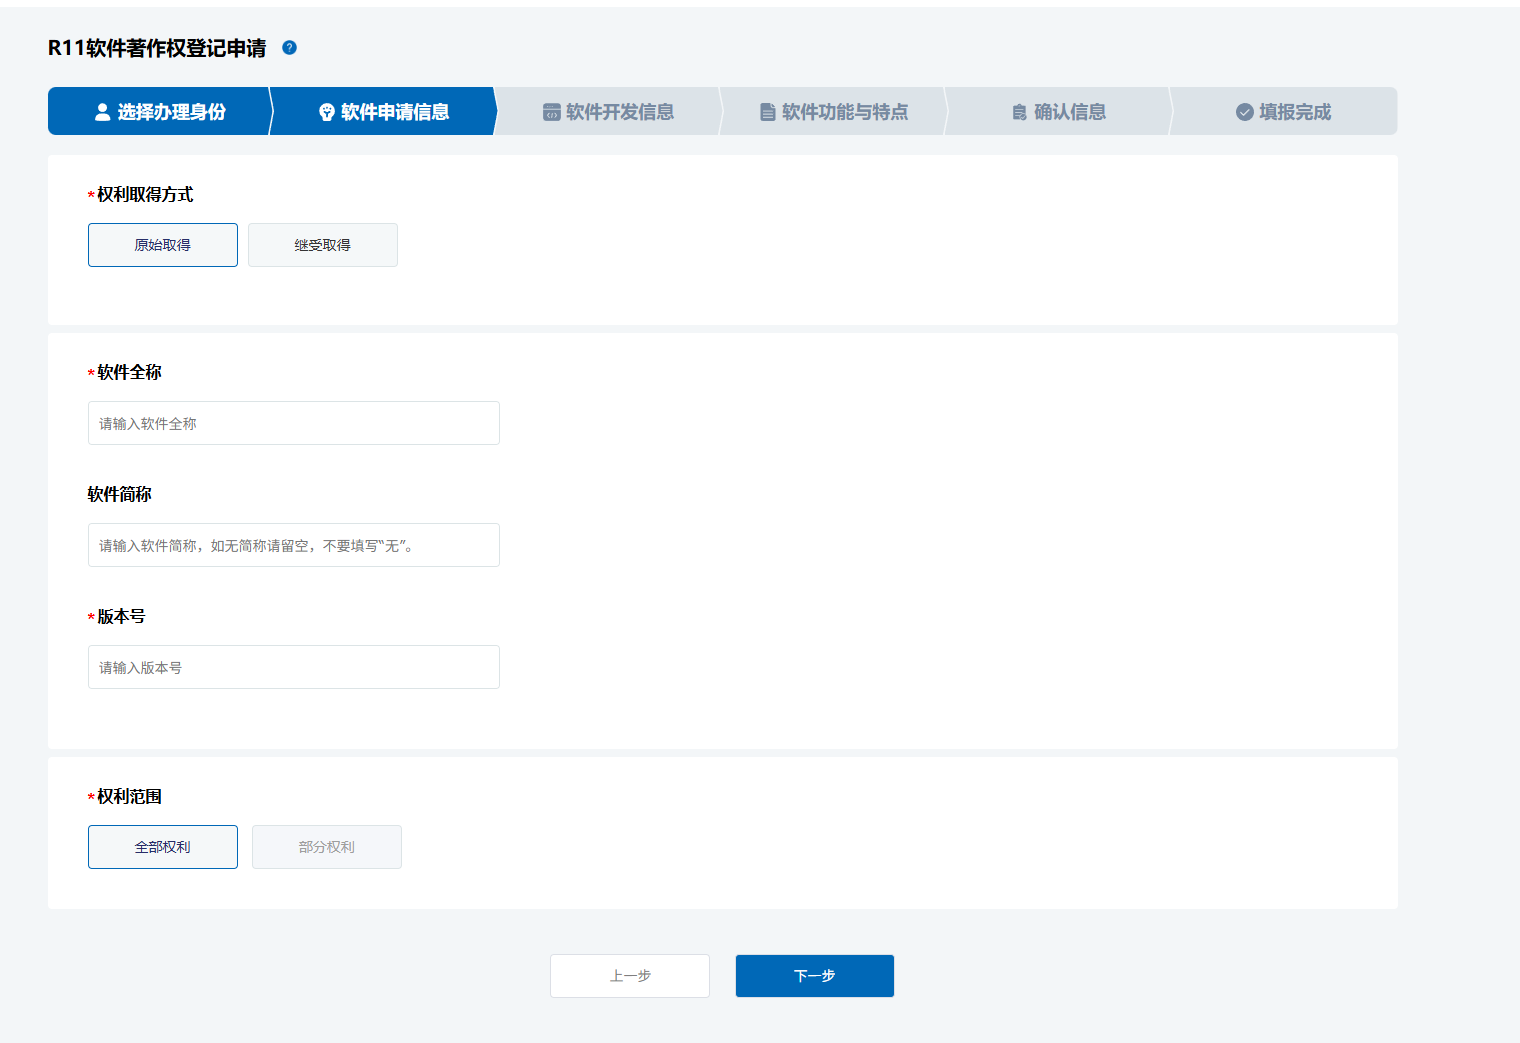 R11软件著作权登记申请 ?
选择办理身份 软件申请信息 软件开发信息 软件功能与特点 确认信息 填报完成
*权利取得方式
原始取得 继受取得
*软件全称
请输入软件全称
软件简称
请输入软件简称，如无简称请留空，不要填写“无”。
*版本号
请输入版本号
*权利范围
全部权利 部分权利
上一步 下一步